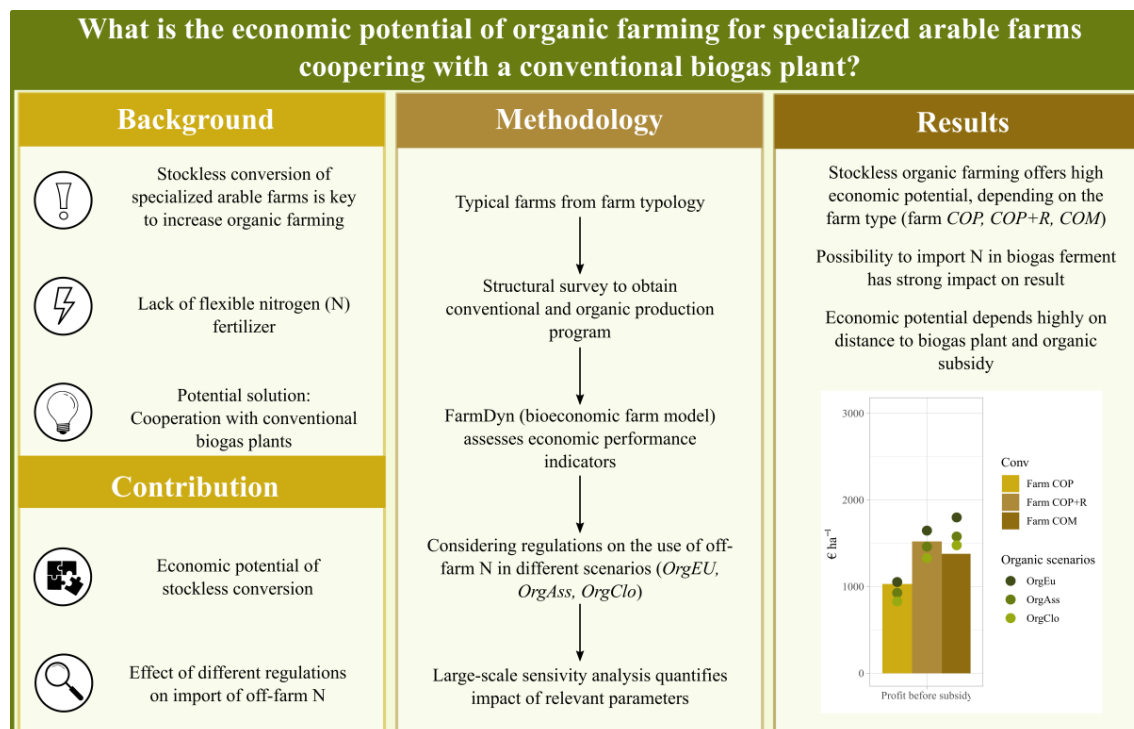 What is the economic potential of organic farming for specialized arable farms
coopering with a conventional biogas plant?
Background
Stockless conversion of
specialized arable farms is key
to increase organic farming
Lack of flexible nitrogen (N)
fertilizer
Potential solution:
Cooperation with conventional
biogas plants
Contribution
Economic potential of
stockless conversion
Effect of different regulations
on import of off-farm N
Methodology
Typical farms from farm typology
Structural survey to obtain
conventional and organic production
program
FarmDyn (bioeconomic farm model)
assesses economic performance
indicators
Considering regulations on the use of off-
farm N in different scenarios (OrgEU,
OrgAss, OrgClo)
Large-scale sensivity analysis quantifies
impact of relevant parameters
Results
Stockless organic farming offers high
economic potential, depending on the
farm type (farm COP, COP+R, COM)
Possibility to import N in biogas ferment
has strong impact on result
Economic potential depends highly on
distance to biogas plant and organic
subsidy
3000
2000
1000
0
€ ha⁻¹
Profit before subsidy
Conv
Farm COP
Farm COP+R
Farm COM
Organic scenarios
OrgEu
OrgAss
OrgClo